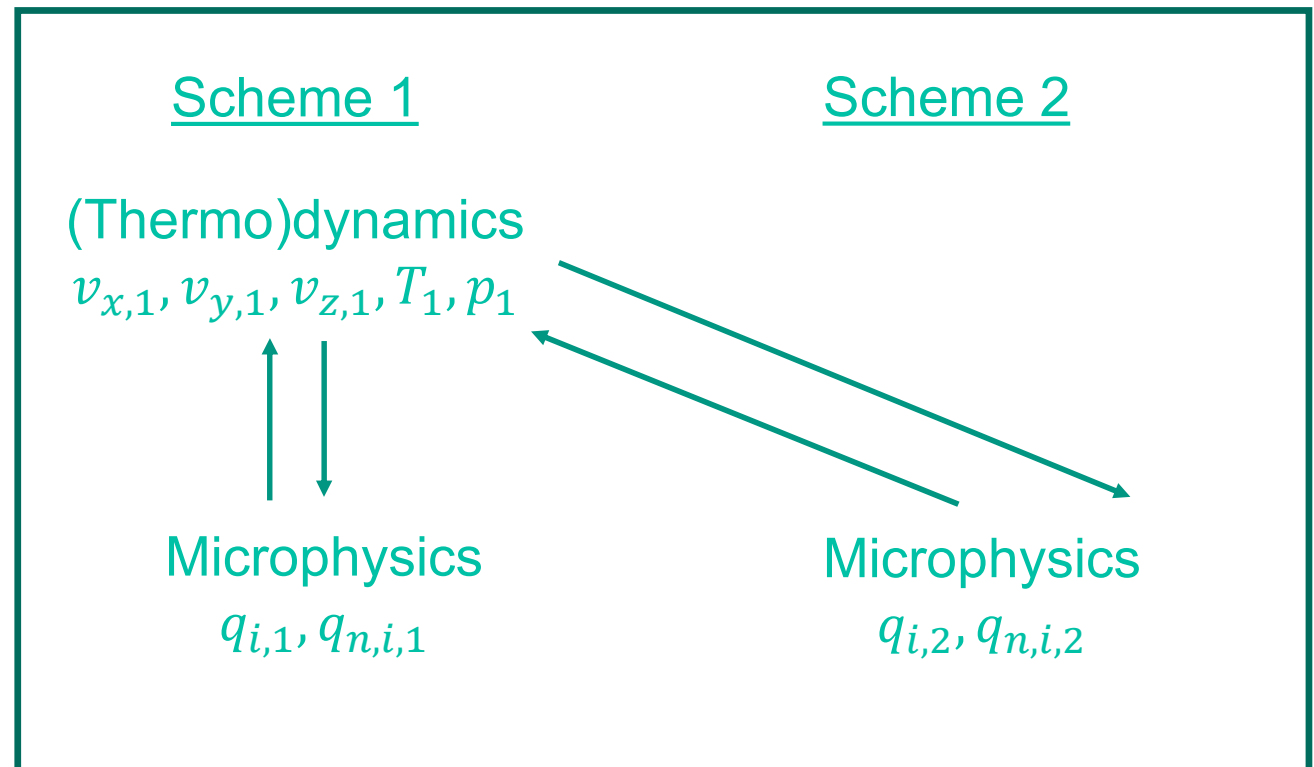 Scheme 1
Scheme 2
(Thermo)dynamics
v_{x,1}, v_{y,1}, v_{z,1}, T_1, p_1
Microphysics
q_{i,1}, q_{n,i,1}
Microphysics
q_{i,2}, q_{n,i,2}